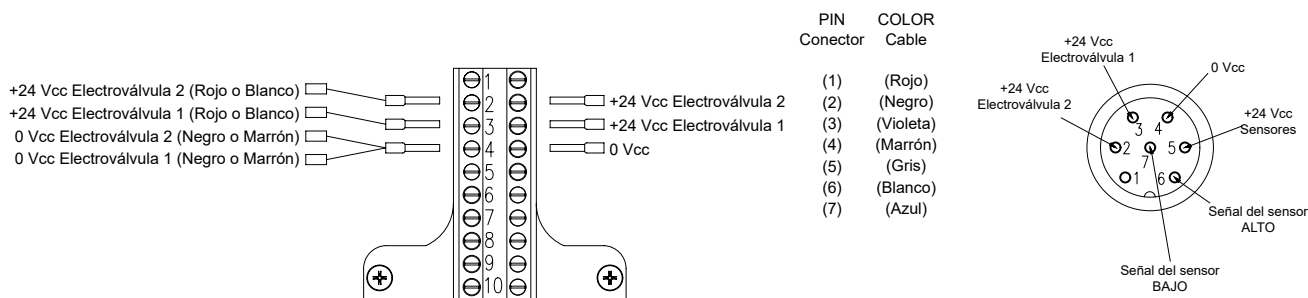 +24 Vcc Electroválvula 2 (Rojo o Blanco)
+24 Vcc Electroválvula 1 (Rojo o Blanco)
0 Vcc Electroválvula 2 (Negro o Marrón)
0 Vcc Electroválvula 1 (Negro o Marrón)
1
2
3
4
5
6
7
8
9
10
+24 Vcc Electroválvula 2
+24 Vcc Electroválvula 1
0 Vcc
PIN COLOR
Conector Cable
(1) (Rojo)
(2) (Negro)
(3) (Violeta)
(4) (Marrón)
(5) (Gris)
(6) (Blanco)
(7) (Azul)
+24 Vcc
Electroválvula 1
0 Vcc
+24 Vcc
Electroválvula 2
+24 Vcc
Sensores
3 4
2 7 5
1 6
Señal del sensor
ALTO
Señal del sensor
BAJO